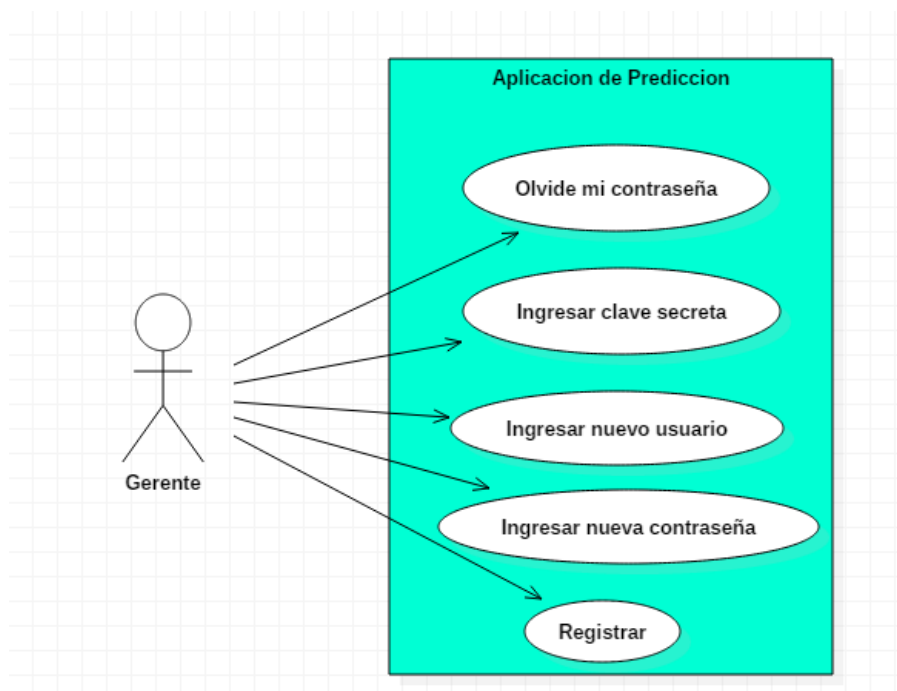 Aplicacion de Prediccion
Olvide mi contraseña
Ingresar clave secreta
Ingresar nuevo usuario
Ingresar nueva contraseña
Registrar
Gerente